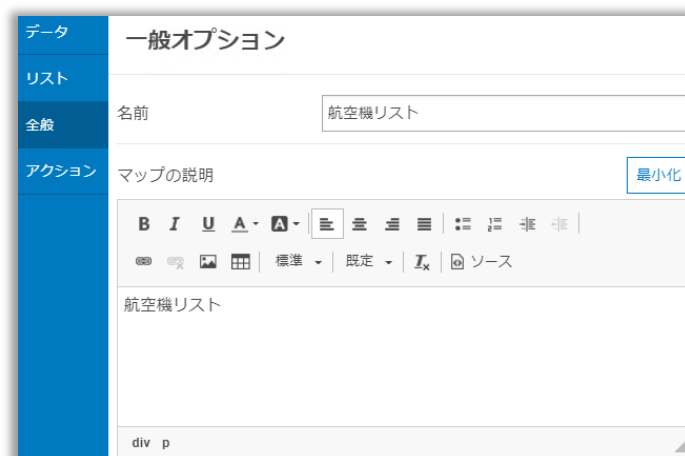 データ
リスト
全般
アクション
一般オプション
名前
航空機リスト
マップの説明
最小化
B I U A A
標準 既定 Ix ソース
航空機リスト
div p